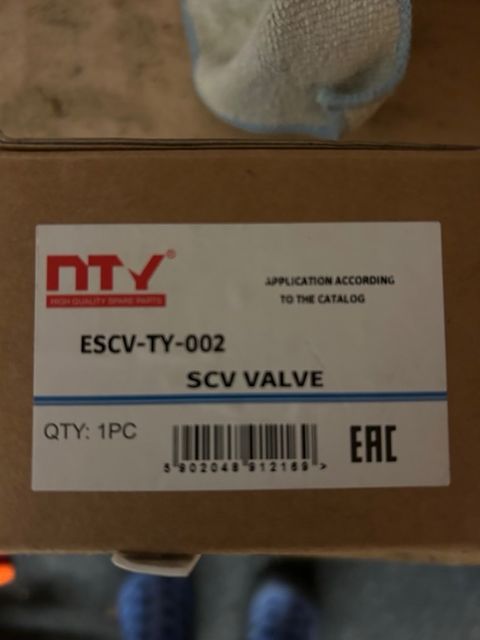 NTY®
HIGH QUALITY SPARE PARTS
APPLICATION ACCORDING
TO THE CATALOG
ESCV-TY-002
SCV VALVE
QTY: 1PC
5 902048 912169 >
EAC